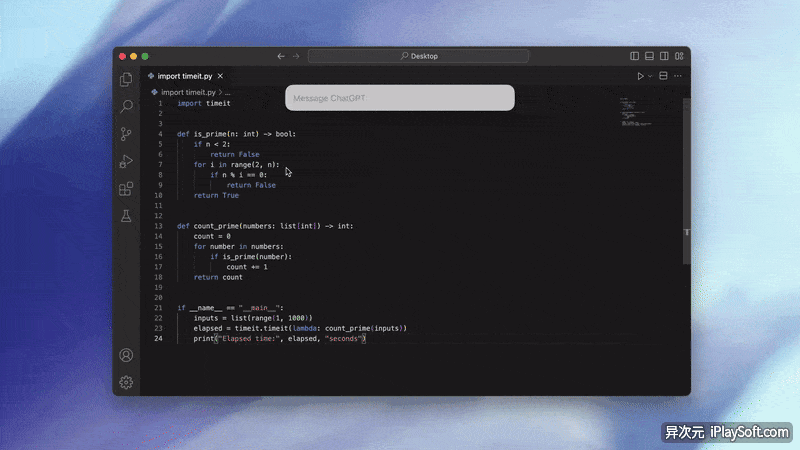 Desktop
import timeit.py
import timeit.py > ...
Message ChatGPT
1 import timeit
2
3
4 def is_prime(n: int) -> bool:
5 if n < 2:
6 return False
7 for i in range(2, n):
8 if n % i == 0:
9 return False
10 return True
11
12
13 def count_prime(numbers: list[int]) -> int:
14 count = 0
15 for number in numbers:
16 if is_prime(number):
17 count += 1
18 return count
19
20
21 if __name__ == "__main__":
22 inputs = list(range(1, 1000))
23 elapsed = timeit.timeit(lambda: count_prime(inputs))
24 print("Elapsed time:", elapsed, "seconds")
异次元 iPlaySoft.com